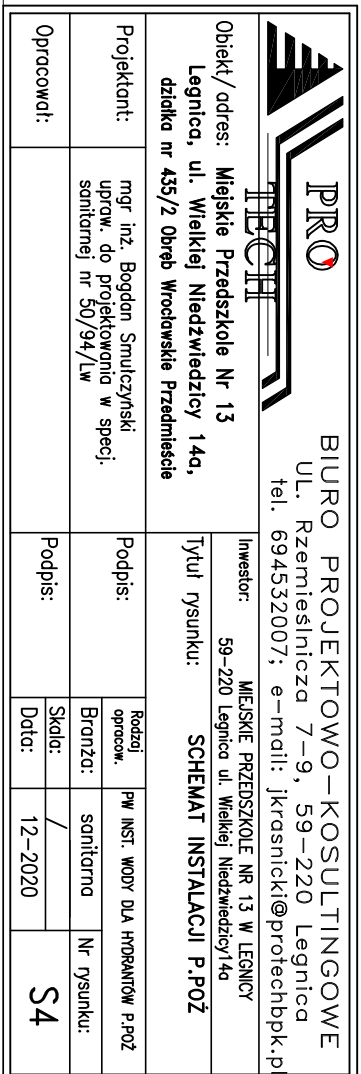 PRO
TECH
BIURO PROJEKTOWO-KOSULTINGOWE
UL. Rzemieślnicza 7-9, 59-220 Legnica
tel. 694532007; e-mail: jkrasnicki@protechbpk.pl
Obiekt/adres: Miejskie Przedszkole Nr 13
Legnica, ul. Wielkiej Niedźwiedzicy 14a,
działka nr 435/2 Obręb Wrocławskie Przedmieście
Inwestor: MIEJSKIE PRZEDSZKOLE NR 13 W LEGNICY
59-220 Legnica ul. Wielkiej Niedźwiedzicy14a
Tytuł rysunku: SCHEMAT INSTALACJI P.POŻ
Projektant: mgr inż. Bogdan Smulczyński
upraw. do projektowania w specj.
sanitarnej nr 50/94/Lw
Podpis:
Rodzaj opracow. PW INST. WODY DLA HYDRANTÓW P.POŻ
Branża: sanitarna
Nr rysunku:
Opracował:
Podpis:
Skala: /
Data: 12-2020
S4